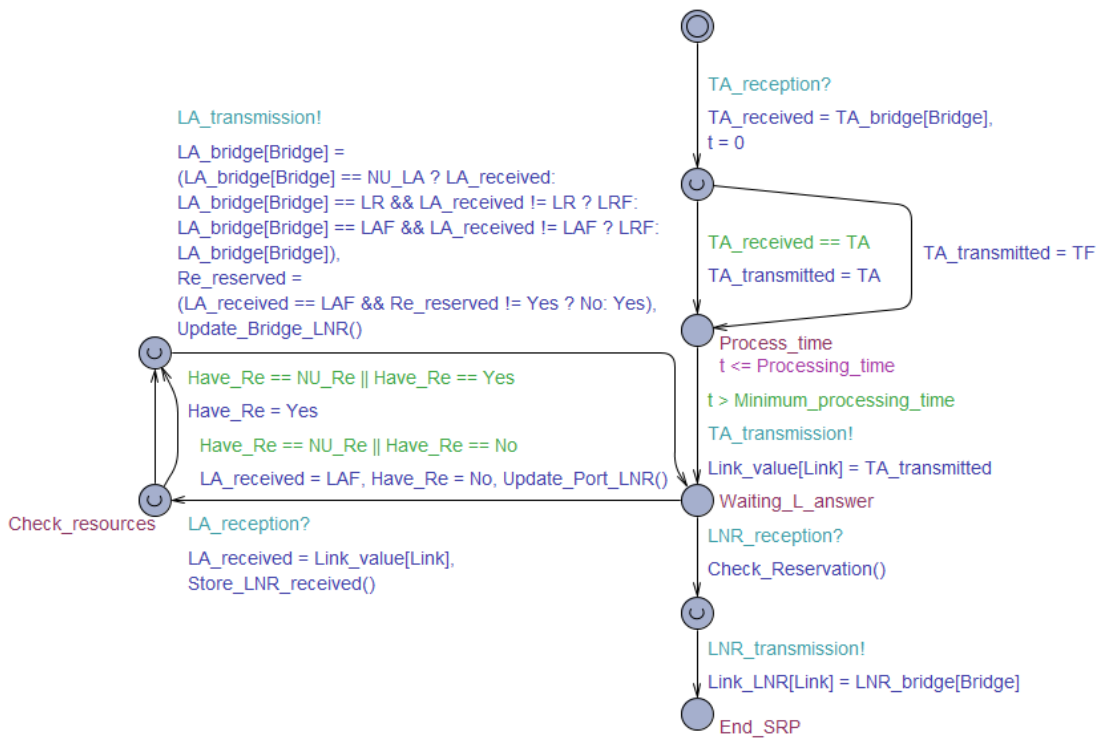 TA_reception?
TA_received = TA_bridge[Bridge],
t = 0
LA_transmission!
LA_bridge[Bridge] =
(LA_bridge[Bridge] == NU_LA ? LA_received:
LA_bridge[Bridge] == LR && LA_received != LR ? LRF:
LA_bridge[Bridge] == LAF && LA_received != LAF ? LRF:
LA_bridge[Bridge]),
Re_reserved =
(LA_received == LAF && Re_reserved != Yes ? No: Yes),
Update_Bridge_LNR()
TA_received == TA
TA_transmitted = TA
TA_transmitted = TF
Process_time
t <= Processing_time
t > Minimum_processing_time
TA_transmission!
Link_value[Link] = TA_transmitted
Have_Re == NU_Re || Have_Re == Yes
Have_Re = Yes
Have_Re == NU_Re || Have_Re == No
LA_received = LAF, Have_Re = No, Update_Port_LNR()
Waiting_L_answer
Check_resources
LA_reception?
LA_received = Link_value[Link],
Store_LNR_received()
LNR_reception?
Check_Reservation()
LNR_transmission!
Link_LNR[Link] = LNR_bridge[Bridge]
End_SRP